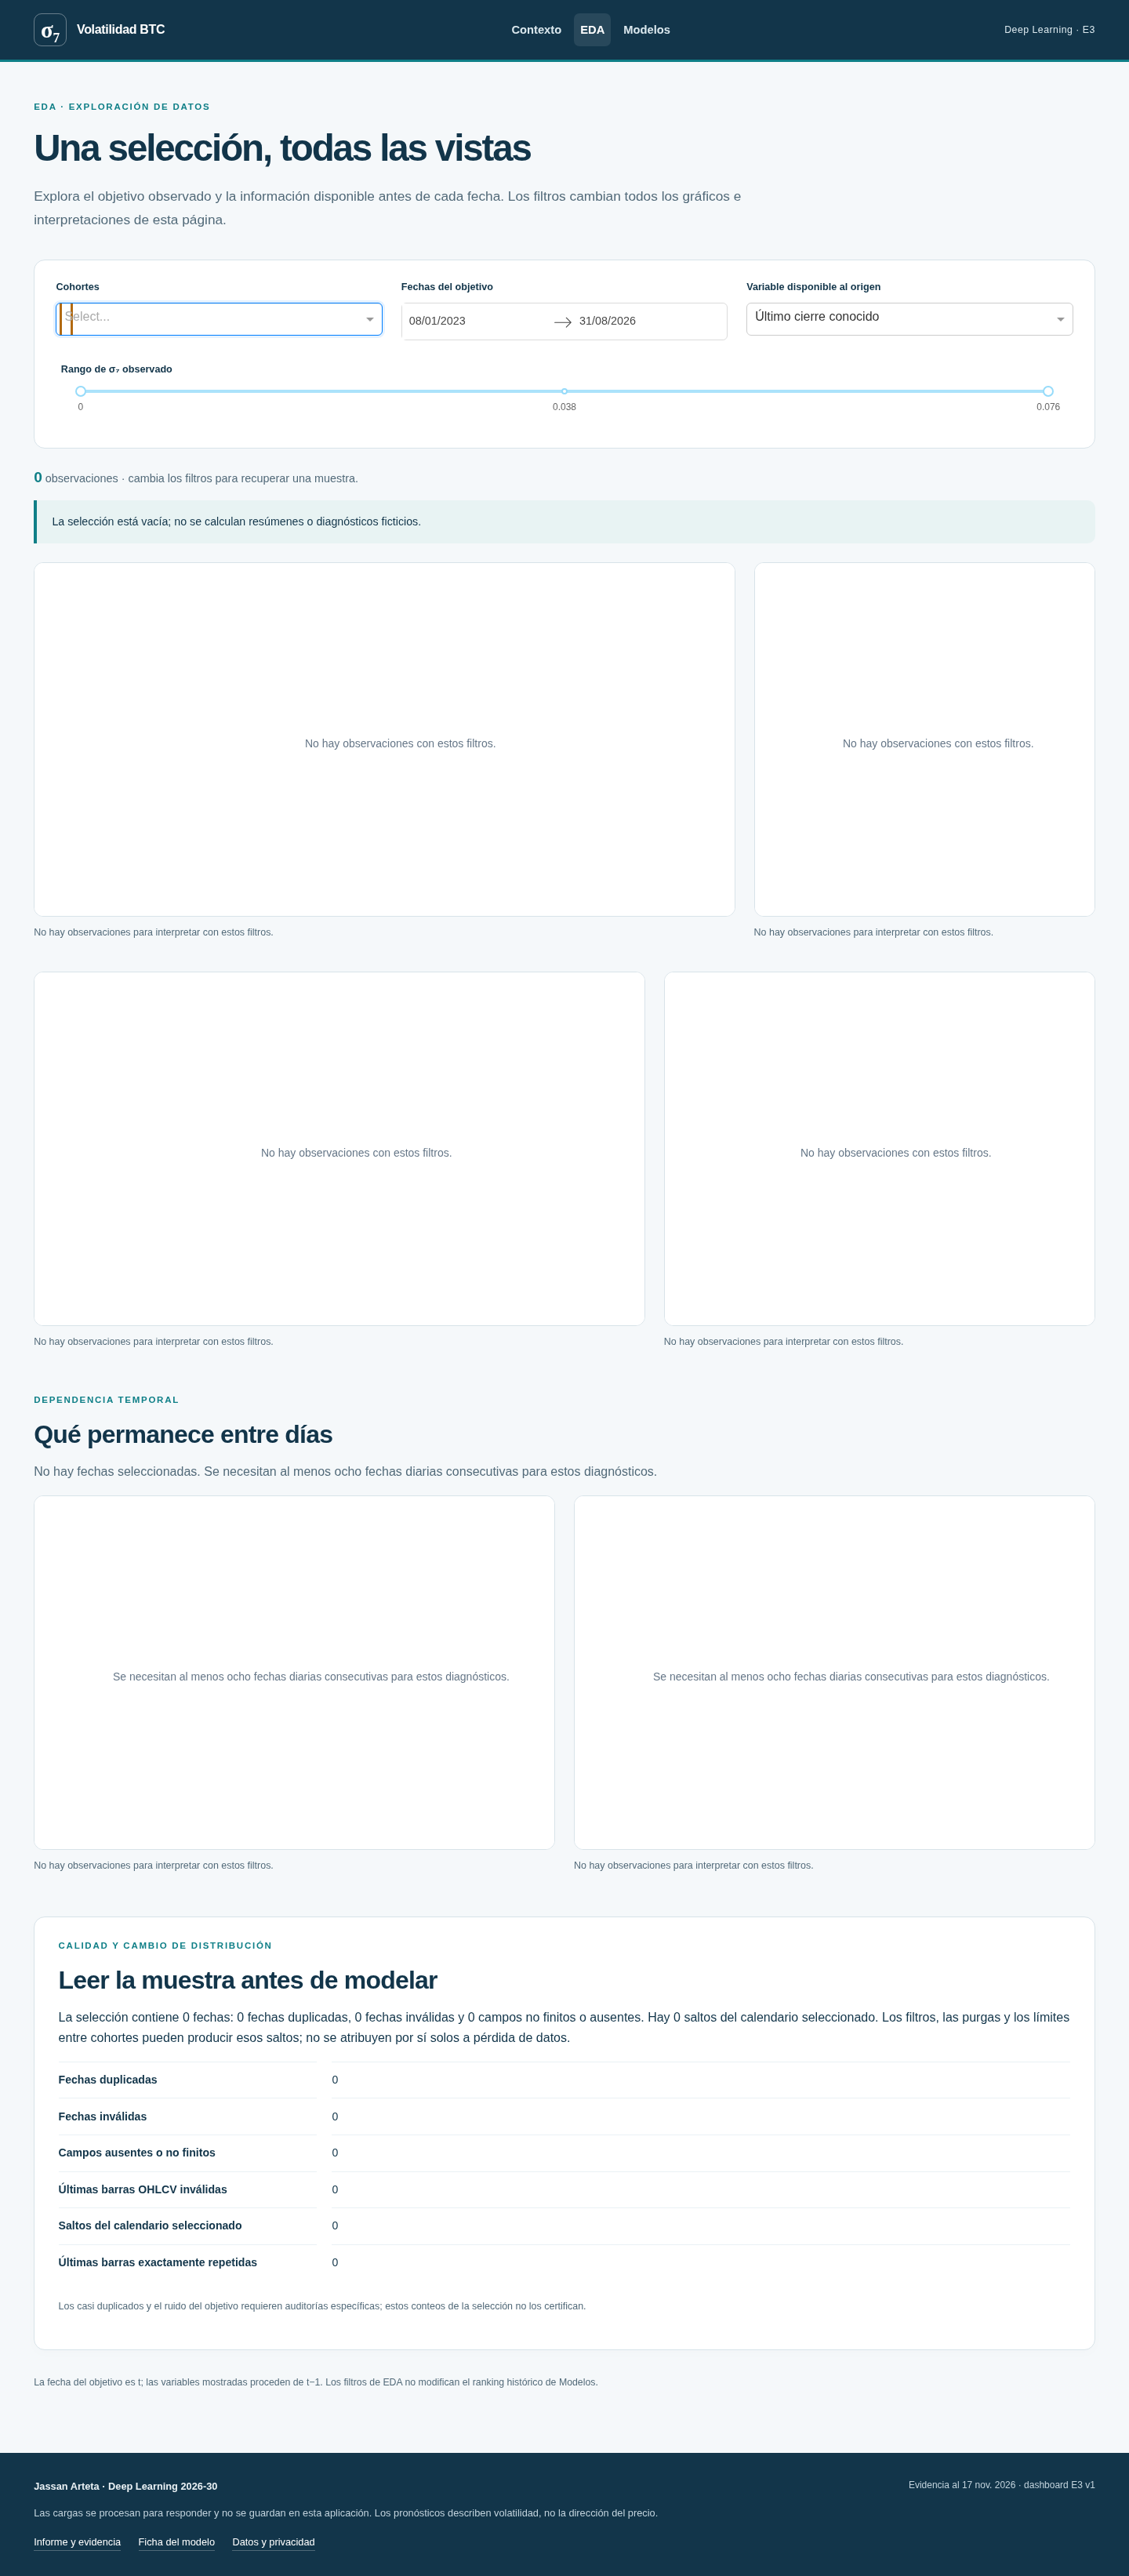 σ₇ Volatilidad BTC
Contexto EDA Modelos
Deep Learning · E3
EDA · EXPLORACIÓN DE DATOS
Una selección, todas las vistas
Explora el objetivo observado y la información disponible antes de cada fecha. Los filtros cambian todos los gráficos e
interpretaciones de esta página.
Cohortes
Select...
Fechas del objetivo
08/01/2023 → 31/08/2026
Variable disponible al origen
Último cierre conocido
Rango de σ₇ observado
0 0.038 0.076
0 observaciones · cambia los filtros para recuperar una muestra.
La selección está vacía; no se calculan resúmenes o diagnósticos ficticios.
No hay observaciones con estos filtros.
No hay observaciones con estos filtros.
No hay observaciones para interpretar con estos filtros.
No hay observaciones para interpretar con estos filtros.
No hay observaciones con estos filtros.
No hay observaciones con estos filtros.
No hay observaciones para interpretar con estos filtros.
No hay observaciones para interpretar con estos filtros.
DEPENDENCIA TEMPORAL
Qué permanece entre días
No hay fechas seleccionadas. Se necesitan al menos ocho fechas diarias consecutivas para estos diagnósticos.
Se necesitan al menos ocho fechas diarias consecutivas para estos diagnósticos.
Se necesitan al menos ocho fechas diarias consecutivas para estos diagnósticos.
No hay observaciones para interpretar con estos filtros.
No hay observaciones para interpretar con estos filtros.
CALIDAD Y CAMBIO DE DISTRIBUCIÓN
Leer la muestra antes de modelar
La selección contiene 0 fechas: 0 fechas duplicadas, 0 fechas inválidas y 0 campos no finitos o ausentes. Hay 0 saltos del calendario seleccionado. Los filtros, las purgas y los límites
entre cohortes pueden producir esos saltos; no se atribuyen por sí solos a pérdida de datos.
Fechas duplicadas 0
Fechas inválidas 0
Campos ausentes o no finitos 0
Últimas barras OHLCV inválidas 0
Saltos del calendario seleccionado 0
Últimas barras exactamente repetidas 0
Los casi duplicados y el ruido del objetivo requieren auditorías específicas; estos conteos de la selección no los certifican.
La fecha del objetivo es t; las variables mostradas proceden de t−1. Los filtros de EDA no modifican el ranking histórico de Modelos.
Jassan Arteta · Deep Learning 2026-30
Evidencia al 17 nov. 2026 · dashboard E3 v1
Las cargas se procesan para responder y no se guardan en esta aplicación. Los pronósticos describen volatilidad, no la dirección del precio.
Informe y evidencia Ficha del modelo Datos y privacidad